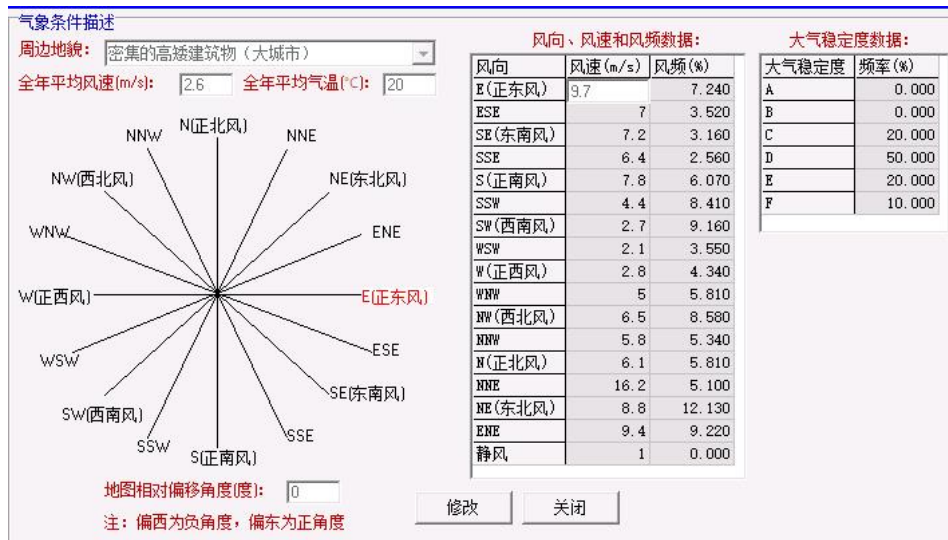 气象条件描述
周边地貌: 密集的高矮建筑物（大城市）
全年平均风速(m/s): 2.6 全年平均气温(℃): 20
N(正北风)
NNW NNE
NW(西北风) NE(东北风)
WNW ENE
W(正西风) E(正东风)
WSW ESE
SW(西南风) SE(东南风)
SSW SSE
S(正南风)
地图相对偏移角度(度): 0
注：偏西为负角度，偏东为正角度
风向、风速和风频数据:
风向 风速(m/s) 风频(%)
E(正东风) 9.7 7.240
ESE 7 3.520
SE(东南风) 7.2 3.160
SSE 6.4 2.560
S(正南风) 7.8 6.070
SSW 4.4 8.410
SW(西南风) 2.7 9.160
WSW 2.1 3.550
W(正西风) 2.8 4.340
WNW 5 5.810
NW(西北风) 6.5 8.580
NNW 5.8 5.340
N(正北风) 6.1 5.810
NNE 16.2 5.100
NE(东北风) 8.8 12.130
ENE 9.4 9.220
静风 1 0.000
大气稳定度数据:
大气稳定度 频率(%)
A 0.000
B 0.000
C 20.000
D 50.000
E 20.000
F 10.000
修改 关闭